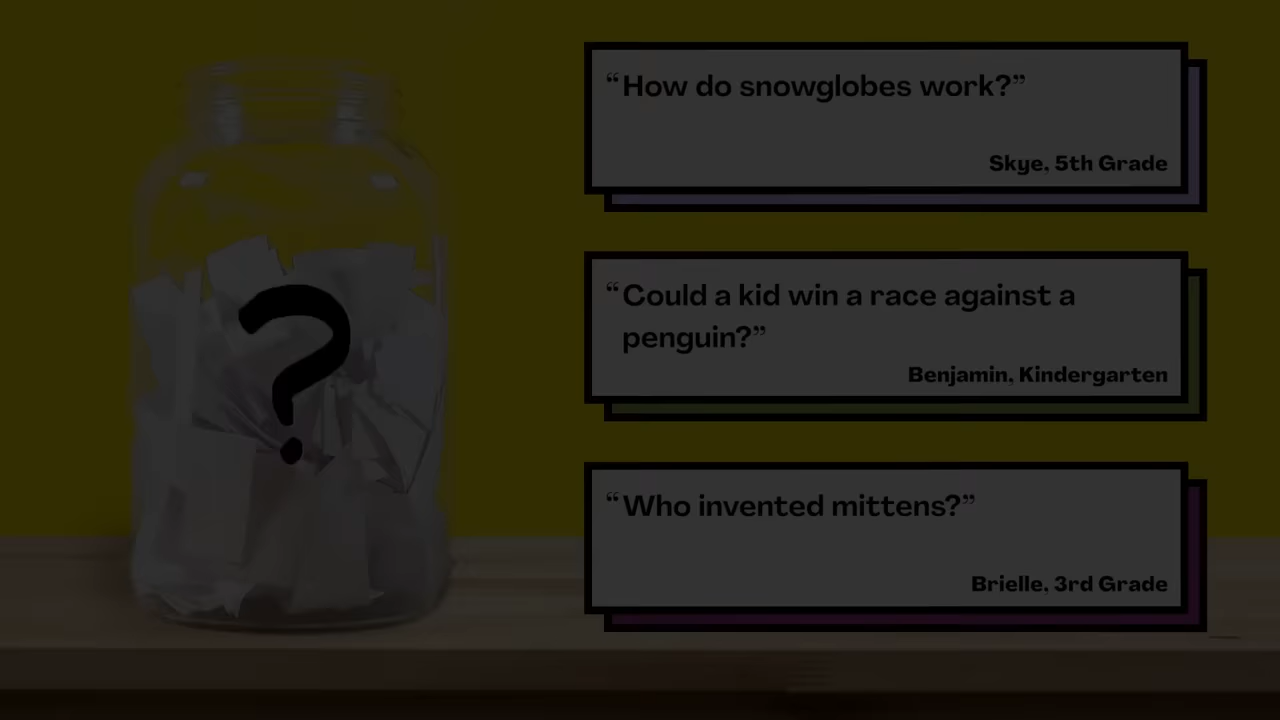 “How do snowglobes work?”
Skye, 5th Grade
“Could a kid win a race against a
penguin?”
Benjamin, Kindergarten
“Who invented mittens?”
Brielle, 3rd Grade
?